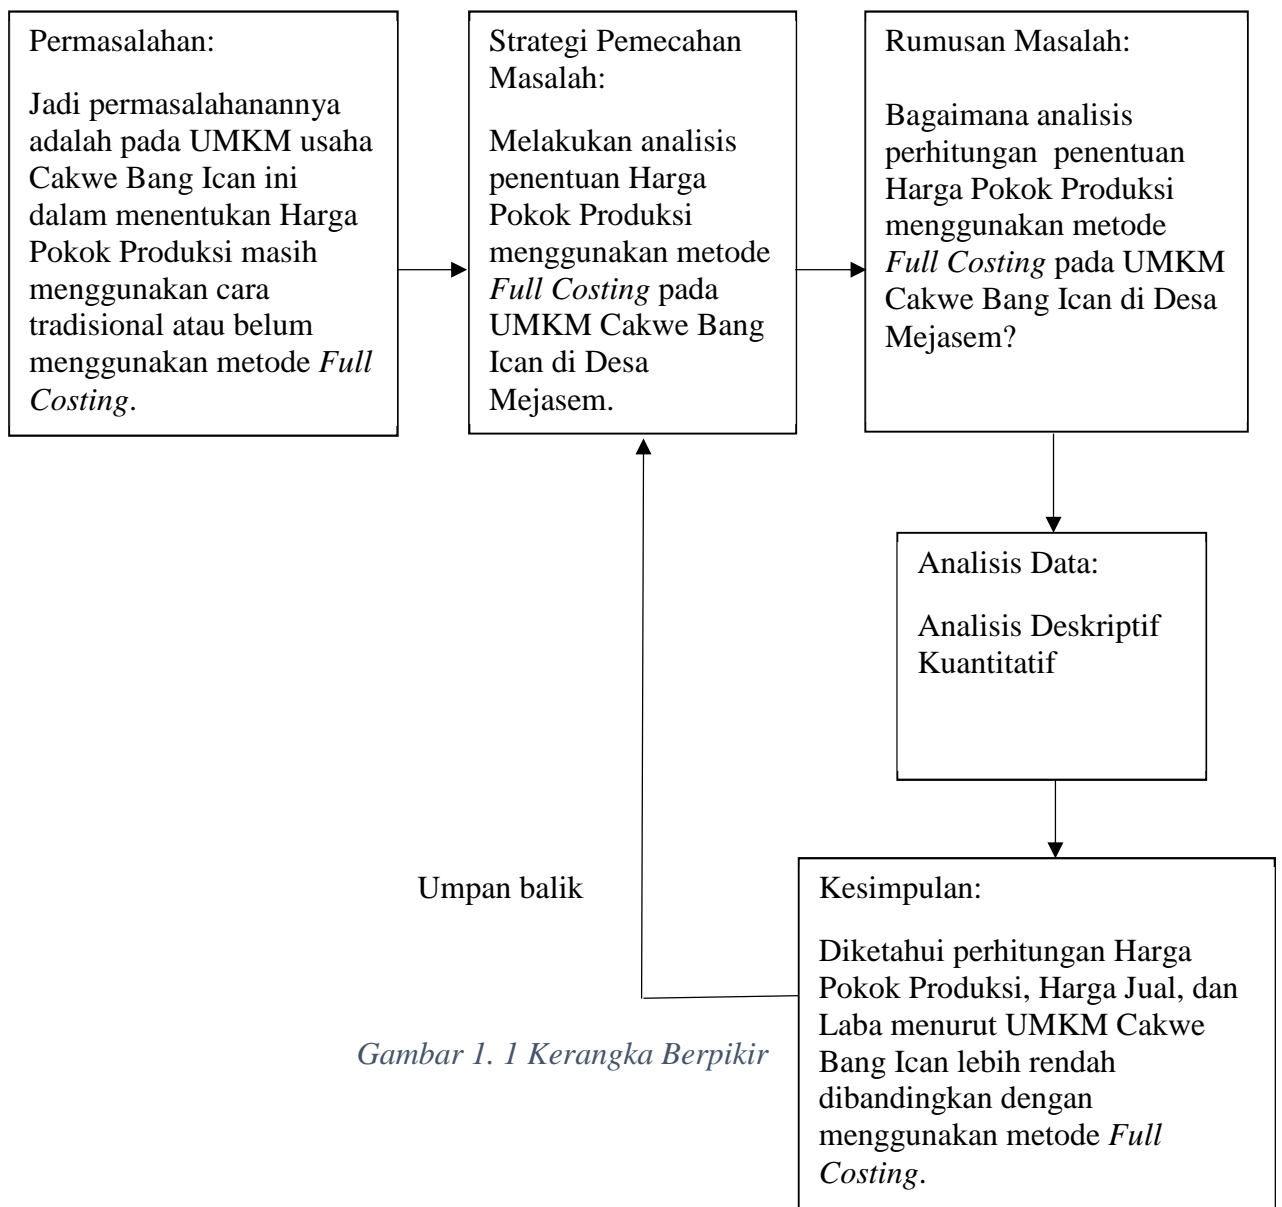 Permasalahan:
Jadi permasalahanannya
adalah pada UMKM usaha
Cakwe Bang Ican ini
dalam menentukan Harga
Pokok Produksi masih
menggunakan cara
tradisional atau belum
menggunakan metode Full
Costing.
Strategi Pemecahan
Masalah:
Melakukan analisis
penentuan Harga
Pokok Produksi
menggunakan metode
Full Costing pada
UMKM Cakwe Bang
Ican di Desa
Mejasem.
Rumusan Masalah:
Bagaimana analisis
perhitungan penentuan
Harga Pokok Produksi
menggunakan metode
Full Costing pada UMKM
Cakwe Bang Ican di Desa
Mejasem?
Analisis Data:
Analisis Deskriptif
Kuantitatif
Umpan balik
Kesimpulan:
Diketahui perhitungan Harga
Pokok Produksi, Harga Jual, dan
Laba menurut UMKM Cakwe
Bang Ican lebih rendah
dibandingkan dengan
menggunakan metode Full
Costing.
Gambar 1. 1 Kerangka Berpikir